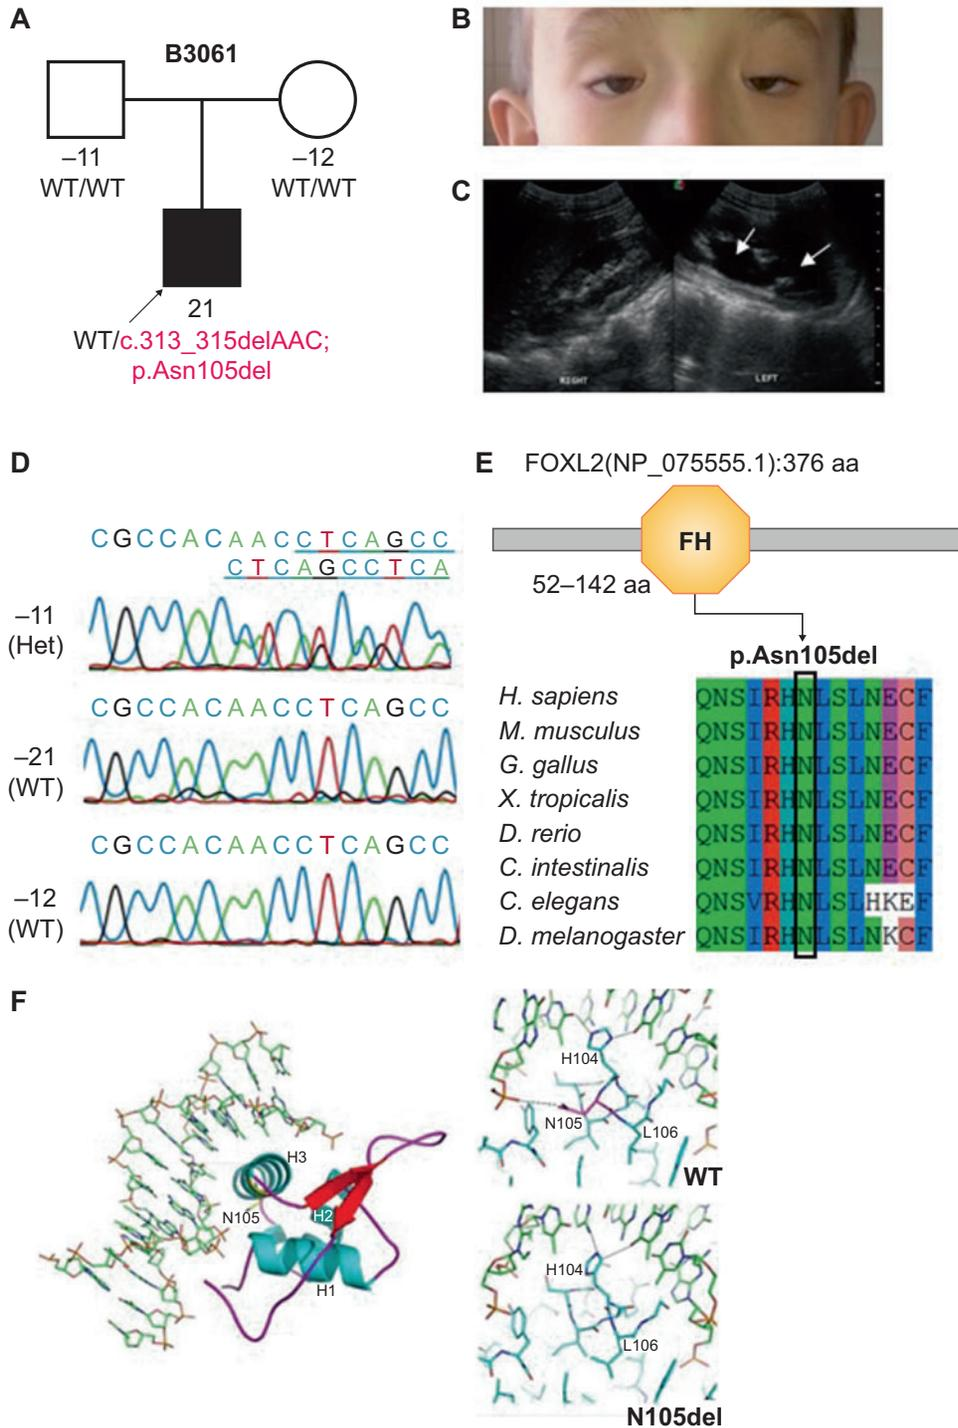 A
B3061
–11
WT/WT
–12
WT/WT
21
WT/c.313_315delAAC;
p.Asn105del
B
C
RIGHT
LEFT
D
CGCCACAACCTCAGCC
CTCAGCCTCA
–11
(Het)
CGCCACAACCTCAGCC
–21
(WT)
CGCCACAACCTCAGCC
–12
(WT)
E
FOXL2(NP_075555.1):376 aa
FH
52–142 aa
p.Asn105del
H. sapiens QNSIRHNLSLNECF
M. musculus QNSIRHNLSLNECF
G. gallus QNSIRHNLSLNECF
X. tropicalis QNSIRHNLSLNECF
D. rerio QNSIRHNLSLNECF
C. intestinalis QNSIRHNLSLNECF
C. elegans QNSVRHNLSLHKEF
D. melanogaster QNSIRHNLSLNKCF
F
H3
N105
H2
H1
H104
N105
L106
WT
H104
L106
N105del